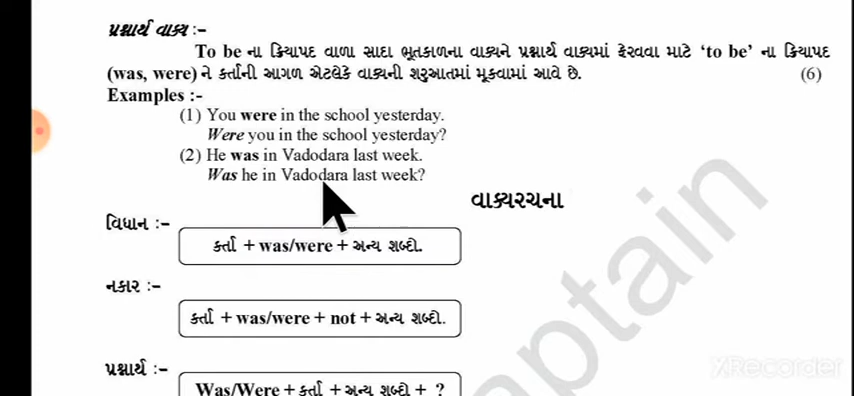 પ્રશ્નાર્થ વાક્ય :–
To be ના ક્રિયાપદ વાળા સાદા ભૂતકાળના વાક્યને પ્રશ્નાર્થ વાક્યમાં ફેરવવા માટે ‘to be’ ના ક્રિયાપદ
(was, were) ને કર્તાની આગળ એટલેકે વાક્યની શરુઆતમાં મૂકવામાં આવે છે. (6)
Examples :-
(1) You were in the school yesterday.
Were you in the school yesterday?
(2) He was in Vadodara last week.
Was he in Vadodara last week?
વાક્યરચના
વિધાન :–
કર્તા + was/were + અન્ય શબ્દો.
નકાર :–
કર્તા + was/were + not + અન્ય શબ્દો.
પ્રશ્નાર્થ :–
Was/Were + કર્તા + અન્ય શબ્દો + ?
aptain
XRecorder